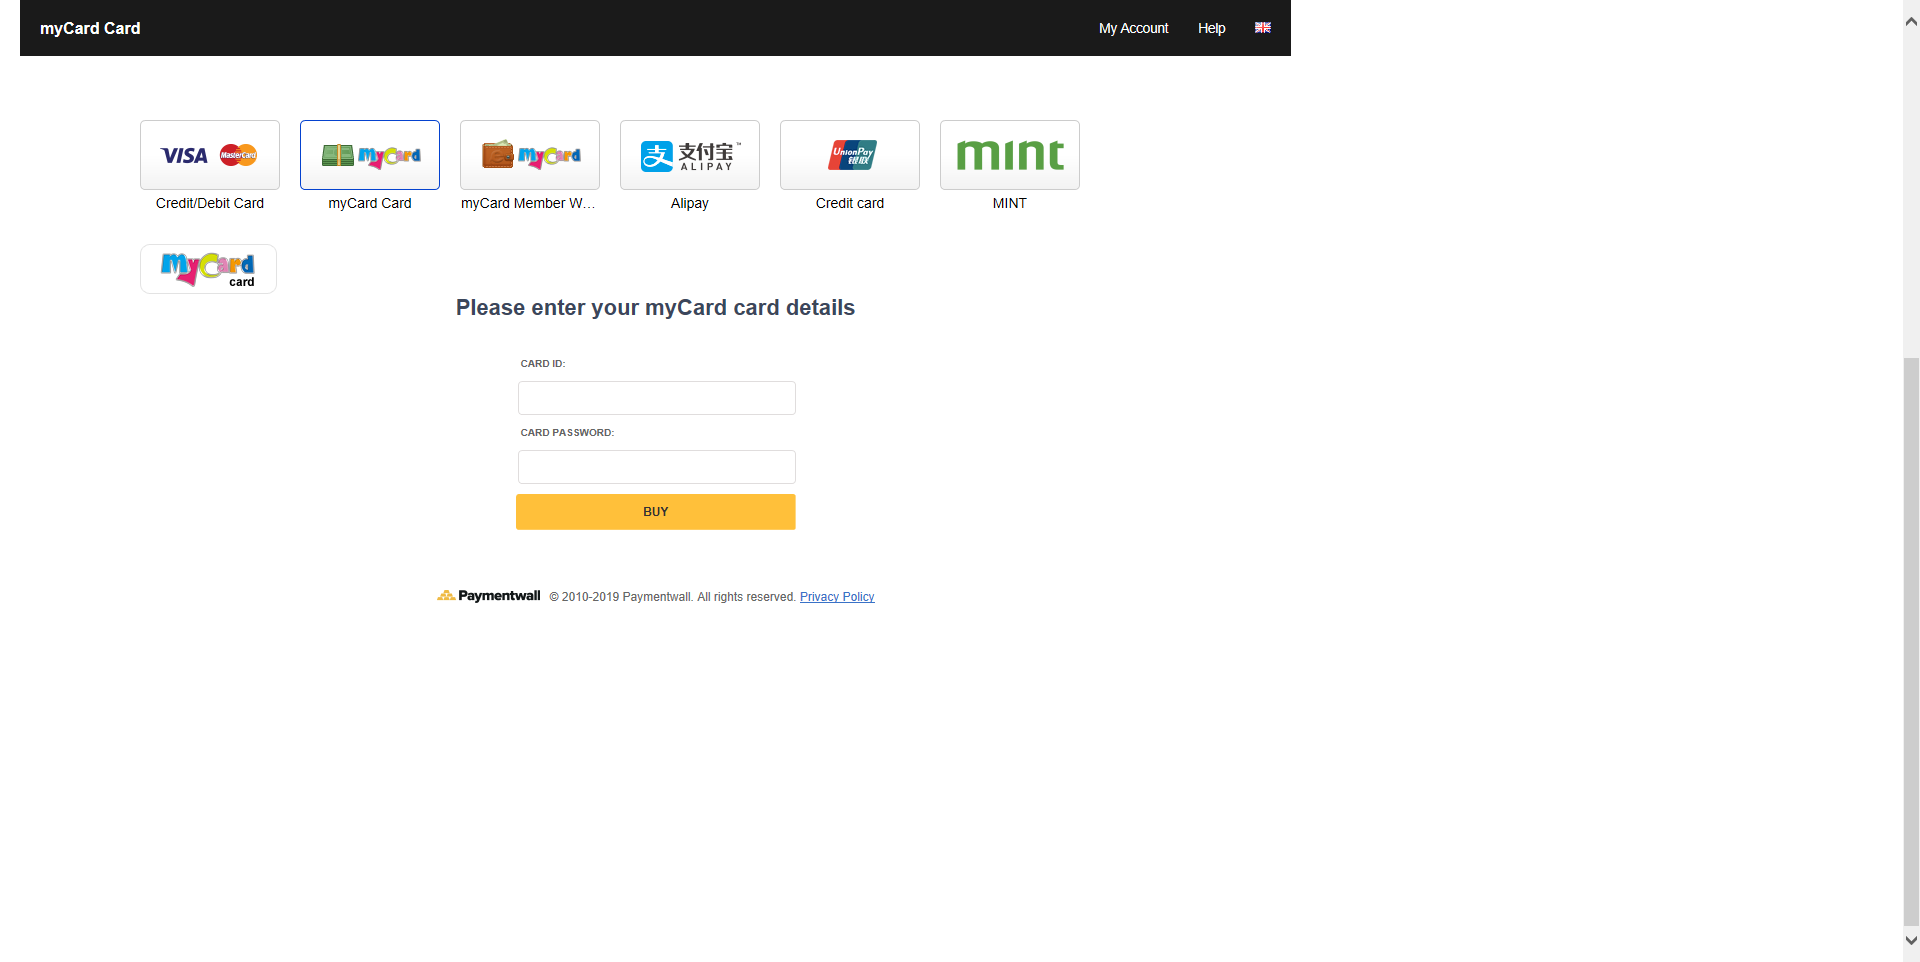 myCard Card
My Account
Help
VISA
MasterCard
MyCard
MyCard
支付宝™
ALIPAY
UnionPay
银联
mint
Credit/Debit Card
myCard Card
myCard Member W...
Alipay
Credit card
MINT
MyCard
card
Please enter your myCard card details
CARD ID:
CARD PASSWORD:
BUY
Paymentwall © 2010-2019 Paymentwall. All rights reserved. Privacy Policy